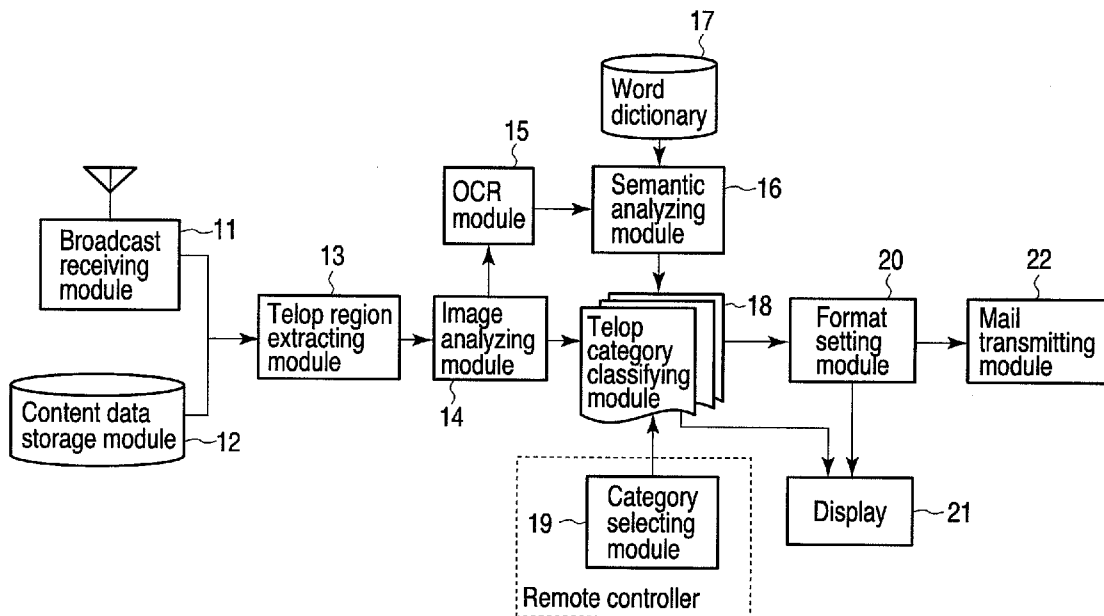 17
Word
dictionary
15
OCR
module
Semantic
analyzing
module
16
11
Broadcast
receiving
module
13
Telop region
extracting
module
Image
analyzing
module
14
18
Telop
category
classifying
module
20
Format
setting
module
22
Mail
transmitting
module
Content data
storage module
12
19
Category
selecting
module
Display
21
Remote controller